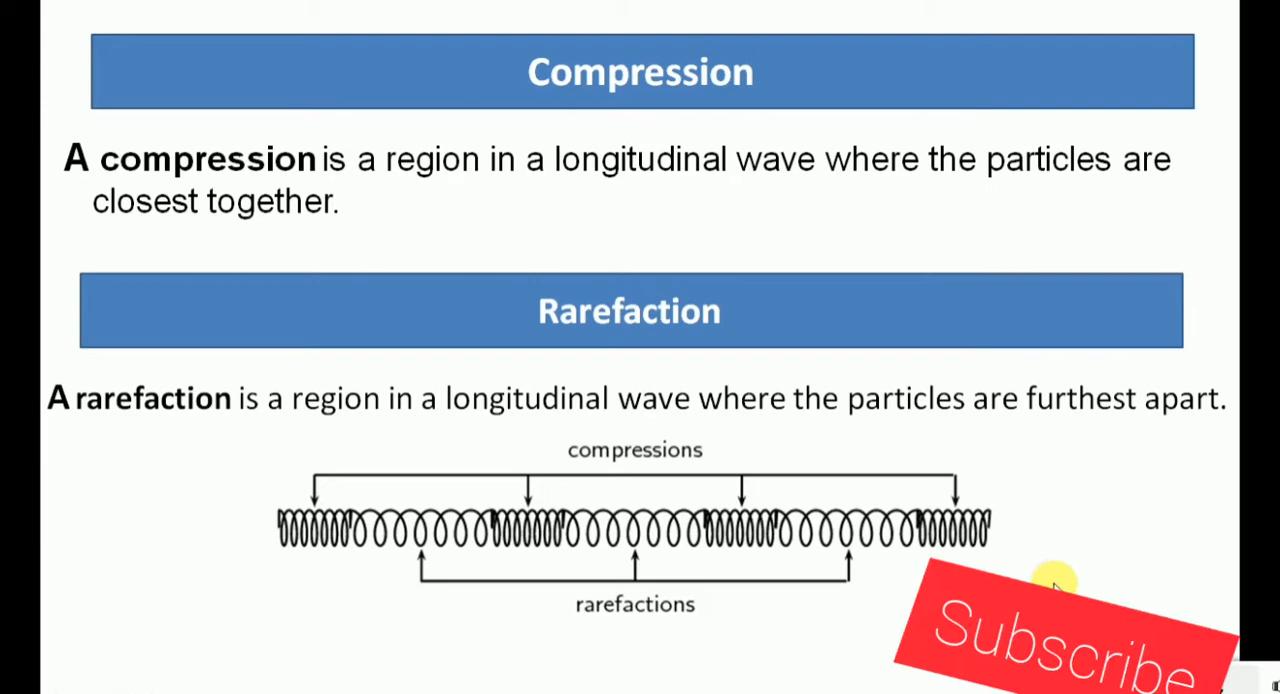 Compression
A compression is a region in a longitudinal wave where the particles are
closest together.
Rarefaction
A rarefaction is a region in a longitudinal wave where the particles are furthest apart.
compressions
rarefactions
Subscribe